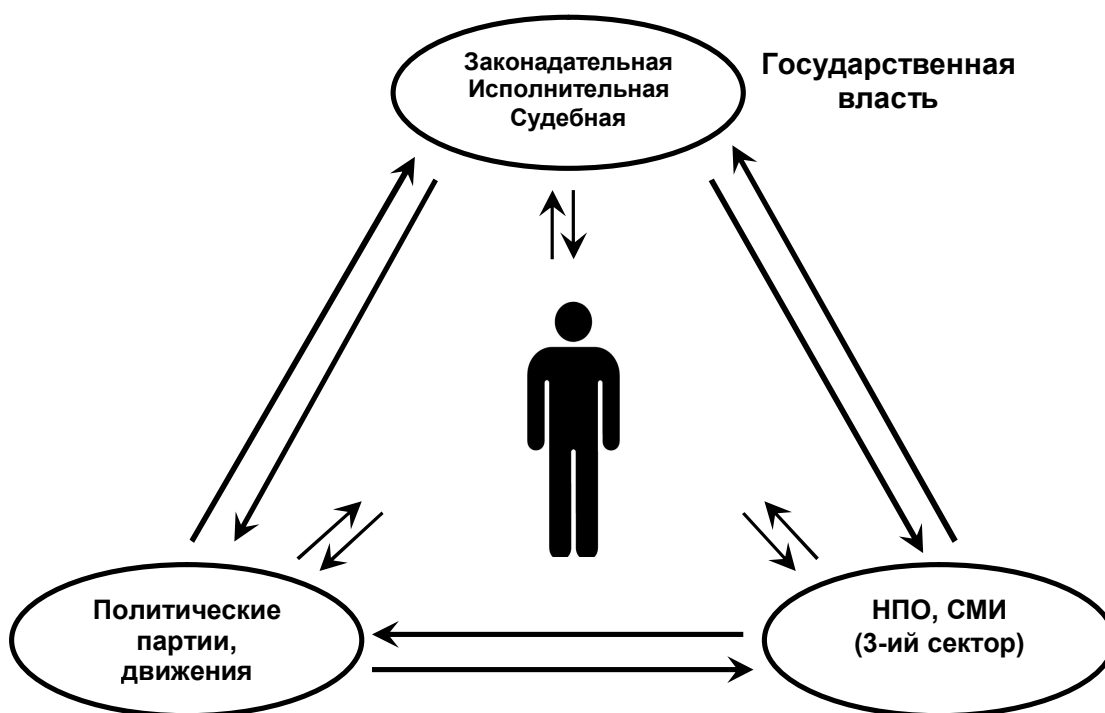 Законадательная
Исполнительная
Судебная
Государственная
власть
Политические
партии,
движения
НПО, СМИ
(3-ий сектор)